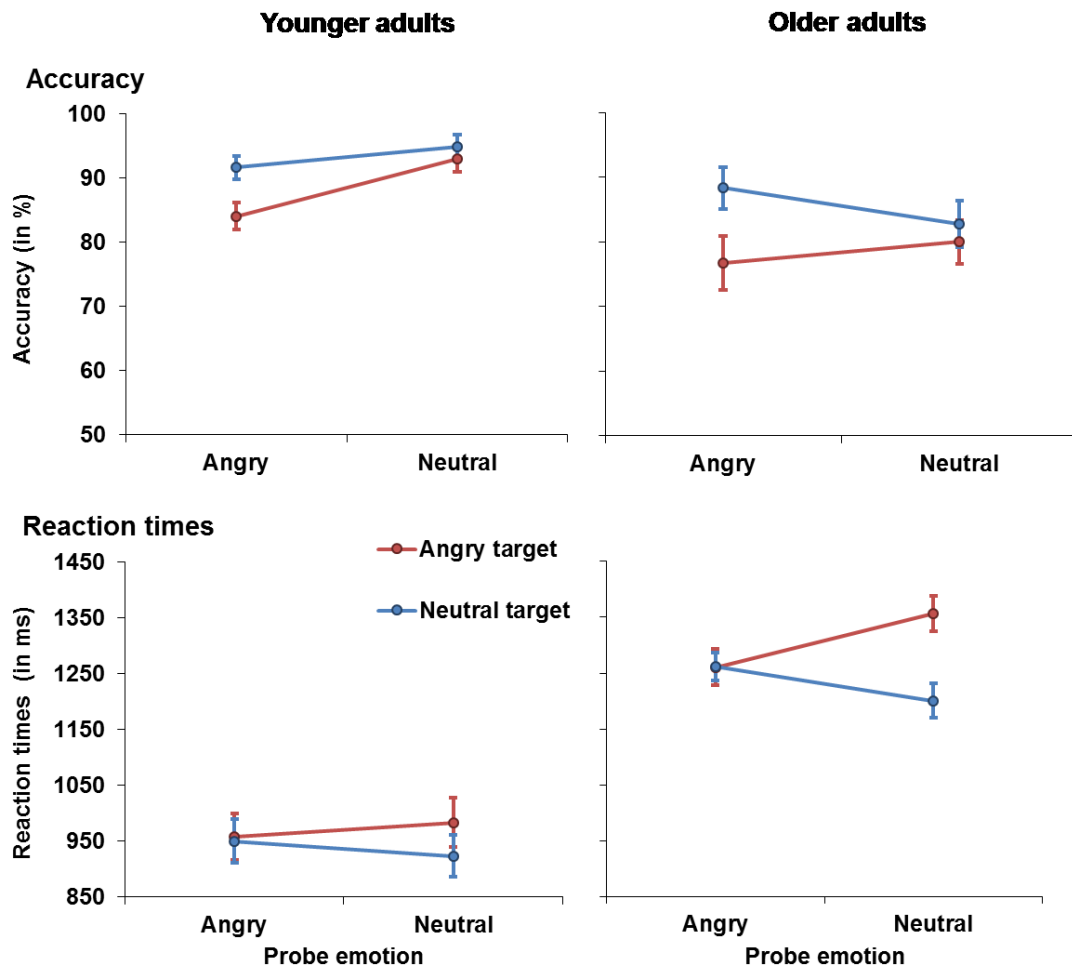 Younger adults
Older adults
Accuracy
Accuracy (in %)
100
90
80
70
60
50
Angry
Neutral
Angry
Neutral
Reaction times
Angry target
Neutral target
Reaction times (in ms)
1450
1350
1250
1150
1050
950
850
Angry
Neutral
Probe emotion
Angry
Neutral
Probe emotion